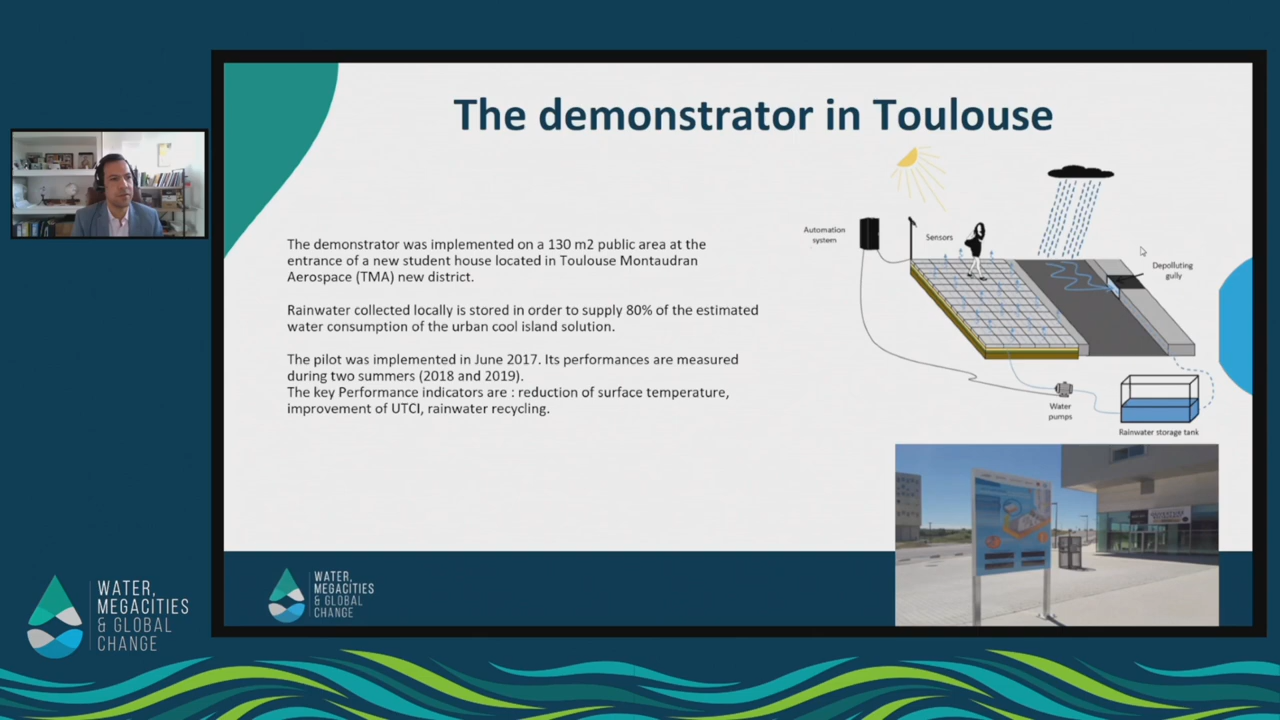 The demonstrator in Toulouse
The demonstrator was implemented on a 130 m2 public area at the
entrance of a new student house located in Toulouse Montaudran
Aerospace (TMA) new district.
Rainwater collected locally is stored in order to supply 80% of the estimated
water consumption of the urban cool island solution.
The pilot was implemented in June 2017. Its performances are measured
during two summers (2018 and 2019).
The key Performance indicators are : reduction of surface temperature,
improvement of UTCI, rainwater recycling.
Automation
system
Sensors
Depolluting
gully
Water
pumps
Rainwater storage tank
WATER,
MEGACITIES
& GLOBAL
CHANGE
WATER,
MEGACITIES
& GLOBAL
CHANGE